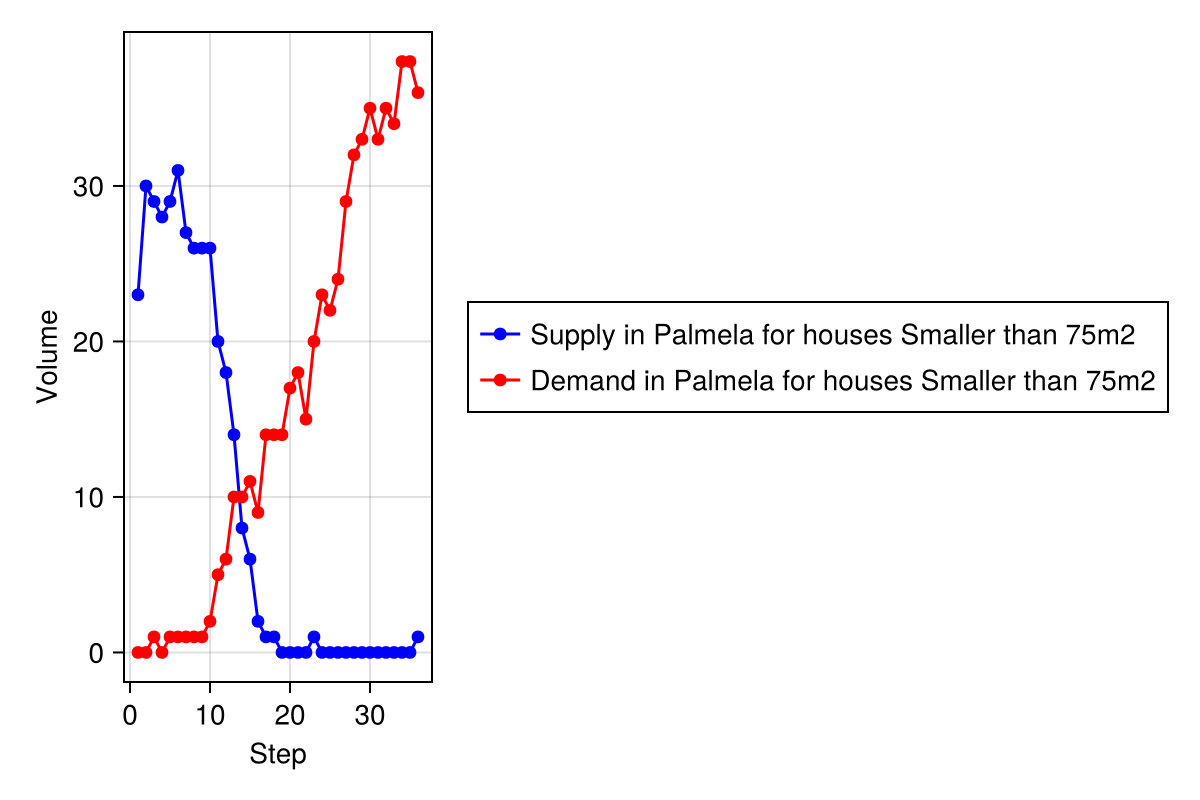 30
20
10
0
Volume
0 10 20 30
Step
Supply in Palmela for houses Smaller than 75m2
Demand in Palmela for houses Smaller than 75m2